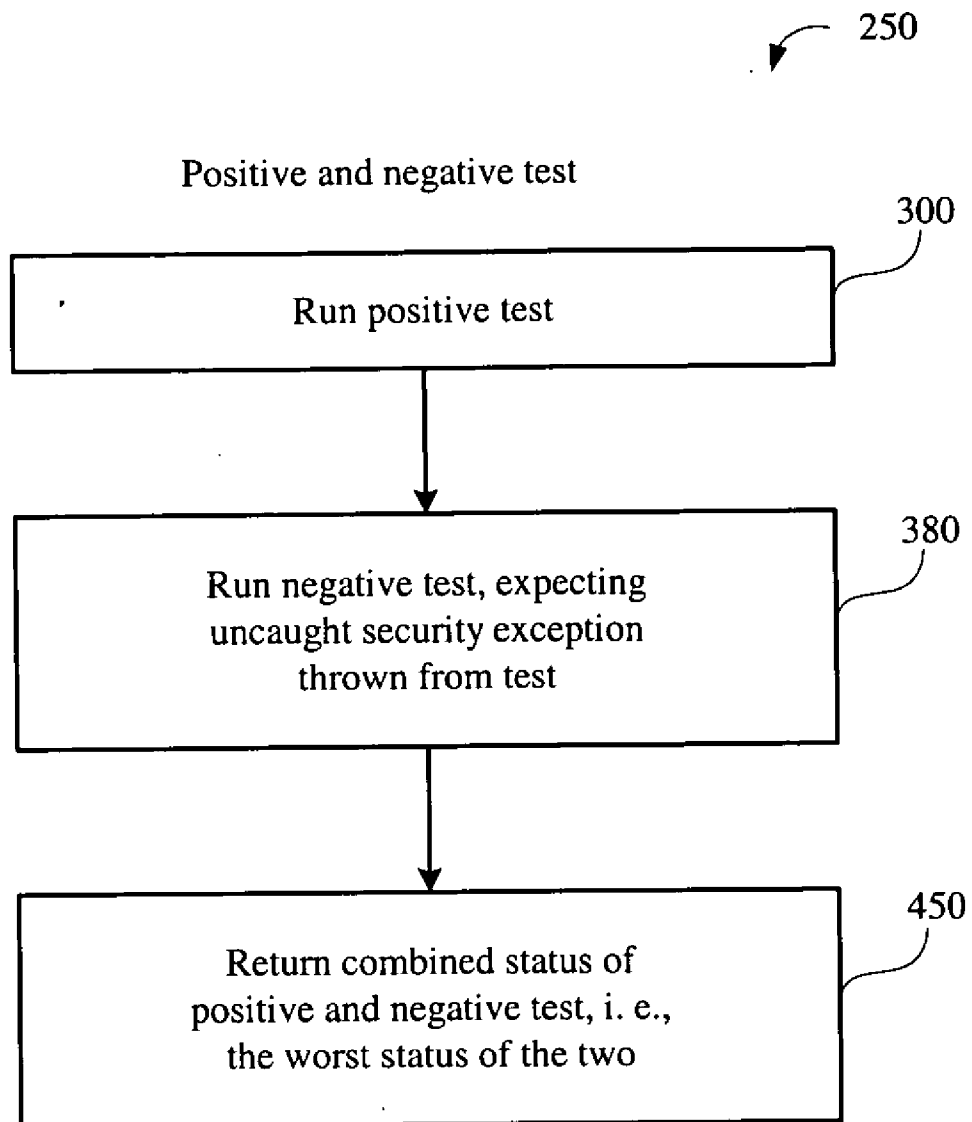 250
Positive and negative test
300
Run positive test
380
Run negative test, expecting
uncaught security exception
thrown from test
450
Return combined status of
positive and negative test, i. e.,
the worst status of the two